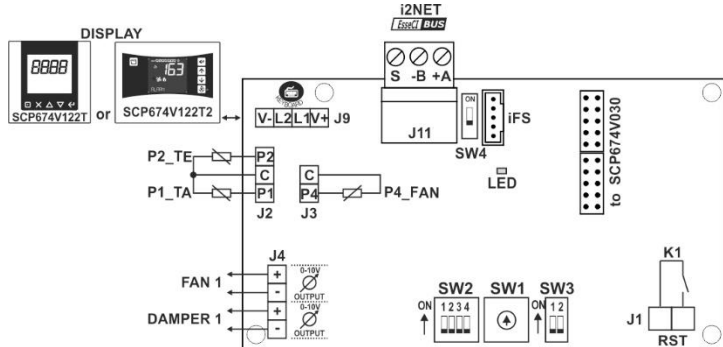 i2NET
EsseCI BUS
DISPLAY
8888
163
SCP674V122T or SCP674V122T2
S -B +A
KEYBOARD
V- L2 L1 V+ J9
J11
ON
SW4
iFS
LED
to SCP674V030
P2_TE P2
C C
P1_TA P1 P4 P4_FAN
J2 J3
J4
FAN 1 + - 0-10V OUTPUT
DAMPER 1 + - 0-10V OUTPUT
SW2 SW1 SW3
ON 1 2 3 4 ON 1 2
K1
J1
RST